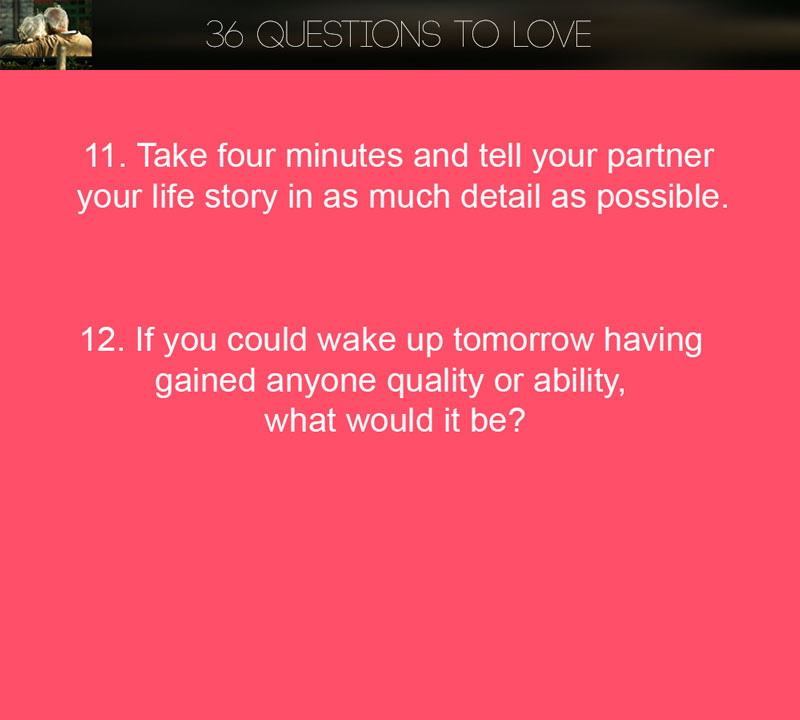 36 QUESTIONS TO LOVE
11. Take four minutes and tell your partner
your life story in as much detail as possible.
12. If you could wake up tomorrow having
gained anyone quality or ability,
what would it be?